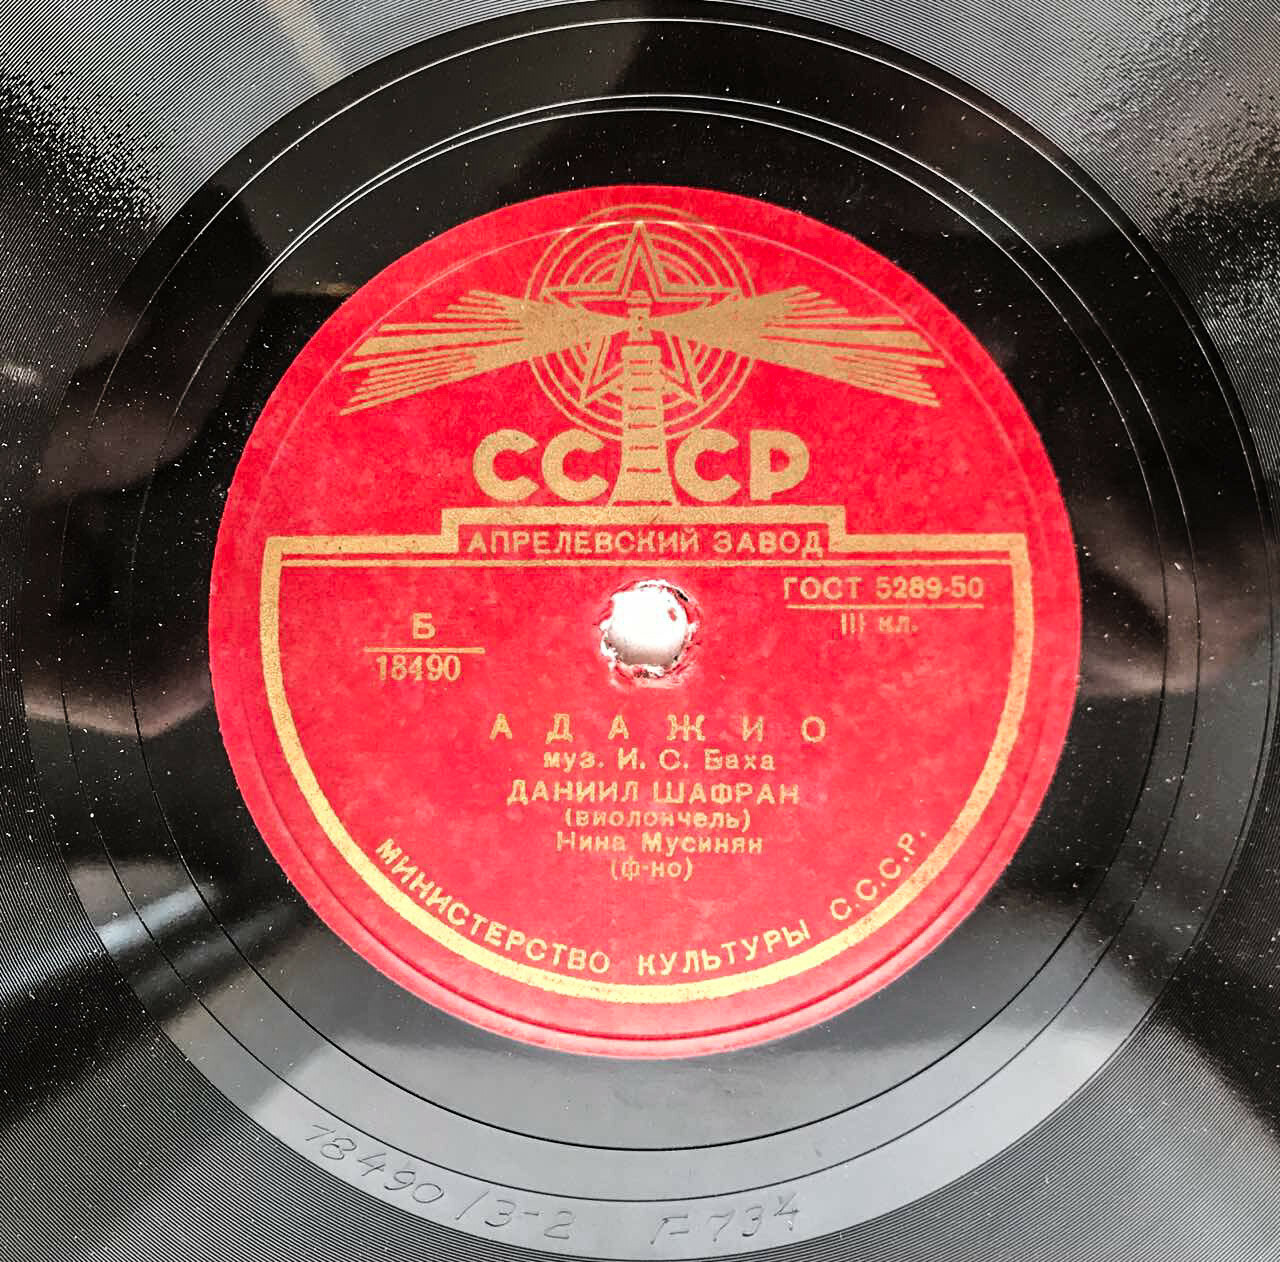 СССР
АПРЕЛЕВСКИЙ ЗАВОД
ГОСТ 5289-50
III кл.
Б
18490
АДАЖИО
муз. И. С. Баха
ДАНИИЛ ШАФРАН
(виолончель)
Нина Мусинян
(ф-но)
МИНИСТЕРСТВО КУЛЬТУРЫ С.С.С.Р.
18490/3-2 Г-734